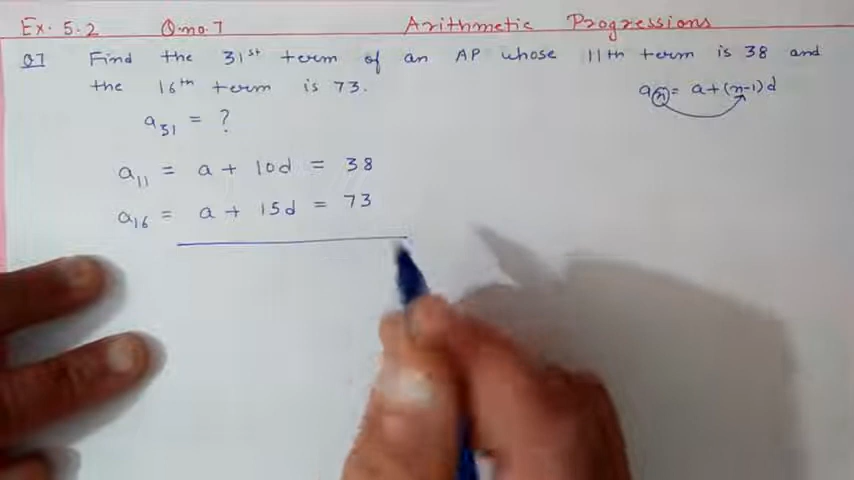 Ex. 5.2 Q.no.7 Arithmetic Progressions
Q7 Find the 31st term of an AP whose 11th term is 38 and
the 16th term is 73.
an = a+(n-1)d
a31 = ?
a11 = a + 10d = 38
a16 = a + 15d = 73